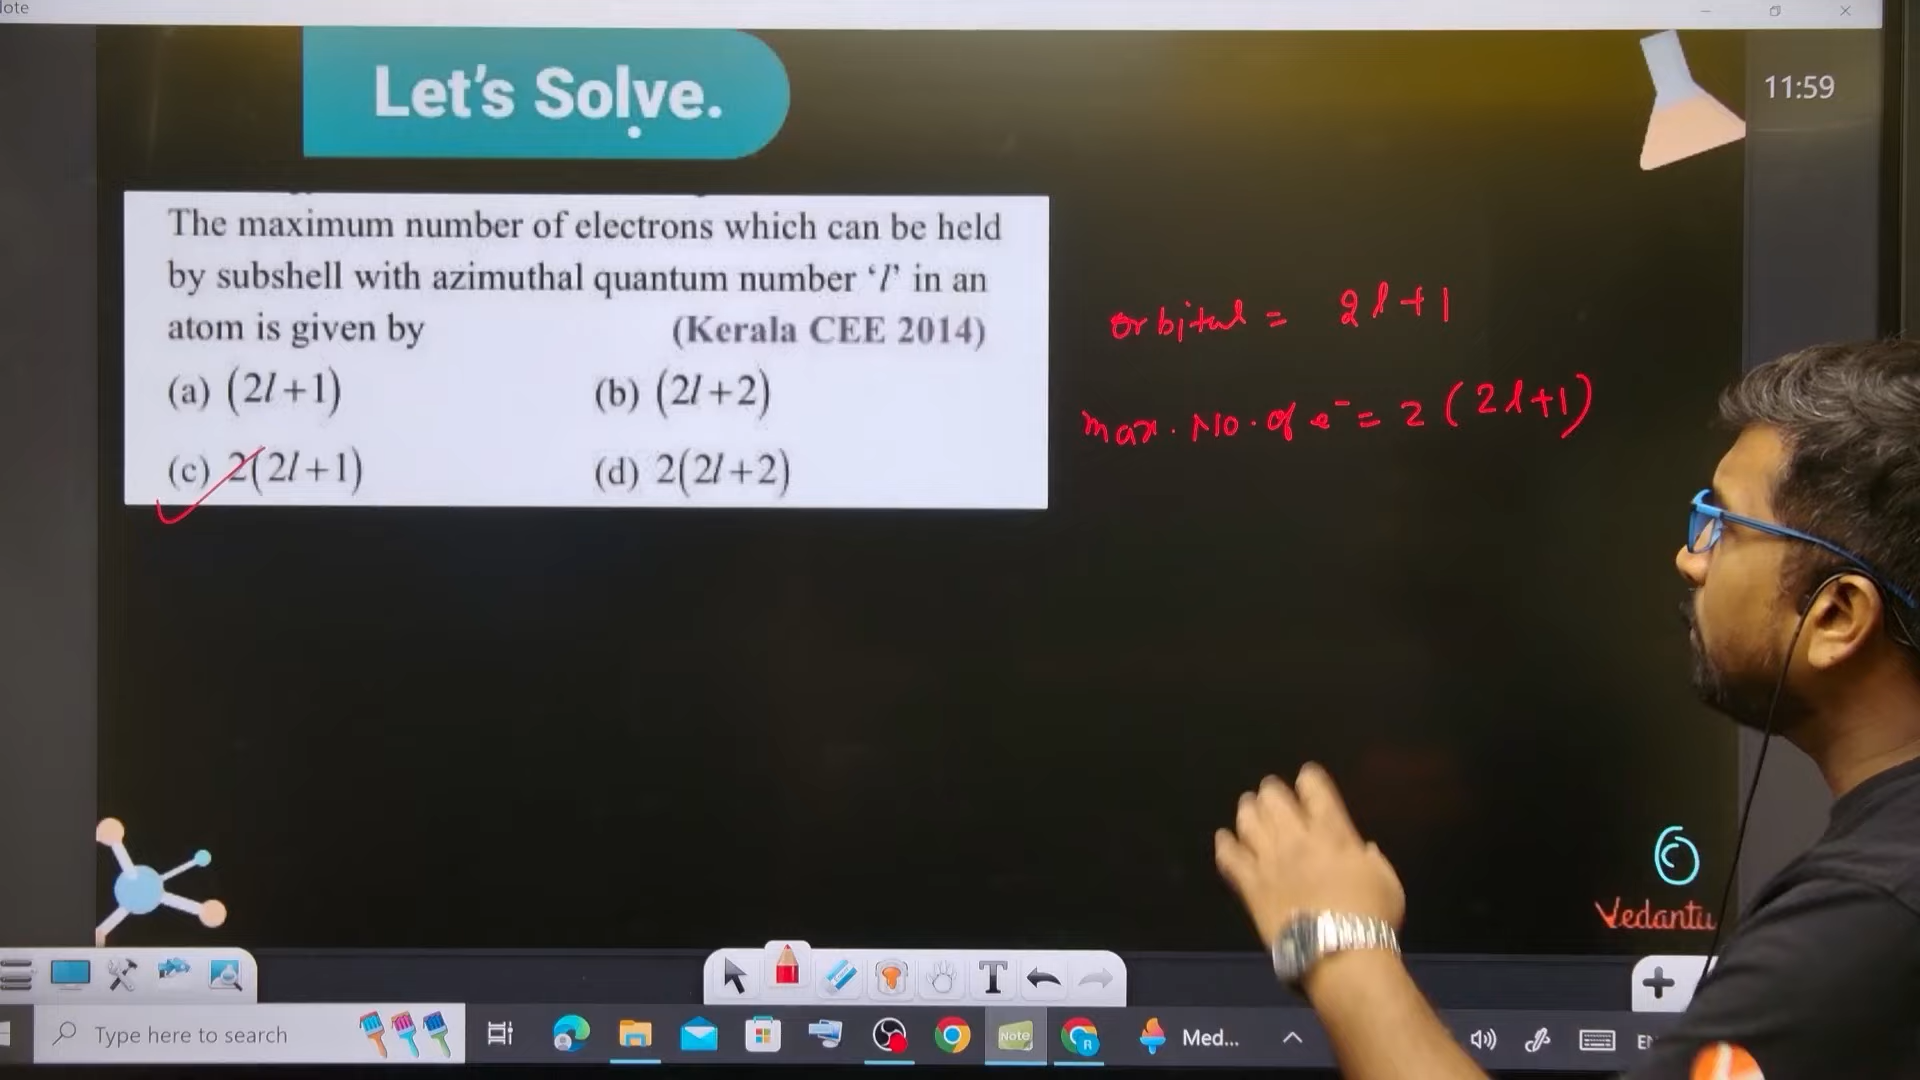 Let's Solve.
11:59
The maximum number of electrons which can be held
by subshell with azimuthal quantum number ‘l’ in an
atom is given by (Kerala CEE 2014)
(a) (2l+1) (b) (2l+2)
(c) 2(2l+1) (d) 2(2l+2)
orbital = 2l+1
max. No. of e⁻ = 2 (2l+1)
Vedantu
T
Type here to search
Note
R
Med...